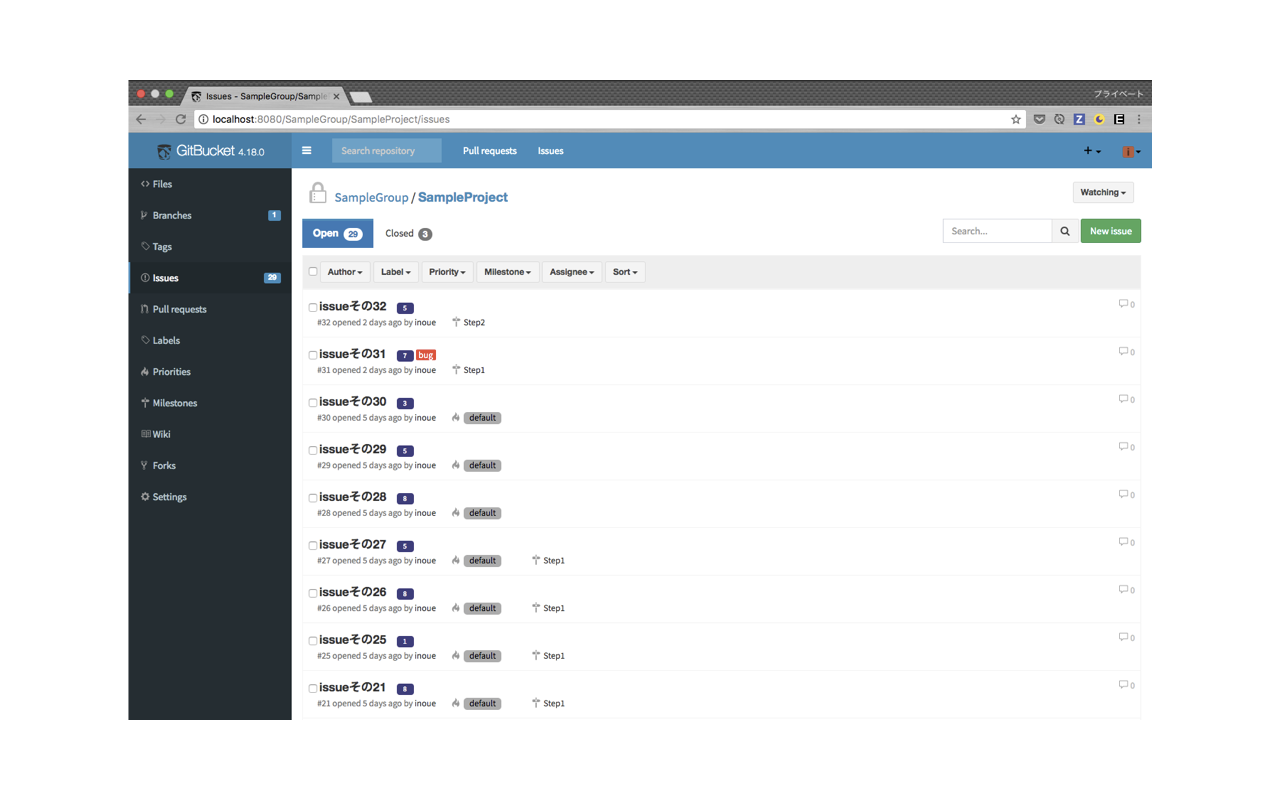 Issues - SampleGroup/Sample
プライベート
localhost:8080/SampleGroup/SampleProject/issues
GitBucket 4.18.0
Search repository
Pull requests
Issues
Files
Branches 1
Tags
Issues 29
Pull requests
Labels
Priorities
Milestones
Wiki
Forks
Settings
SampleGroup / SampleProject
Watching
Open 29
Closed 3
Search...
New issue
Author
Label
Priority
Milestone
Assignee
Sort
issueその32 5
0
#32 opened 2 days ago by inoue Step2
issueその31 7 bug
0
#31 opened 2 days ago by inoue Step1
issueその30 3
0
#30 opened 5 days ago by inoue default
issueその29 5
0
#29 opened 5 days ago by inoue default
issueその28 8
0
#28 opened 5 days ago by inoue default
issueその27 5
0
#27 opened 5 days ago by inoue default Step1
issueその26 8
0
#26 opened 5 days ago by inoue default Step1
issueその25 1
0
#25 opened 5 days ago by inoue default Step1
issueその21 8
0
#21 opened 5 days ago by inoue default Step1